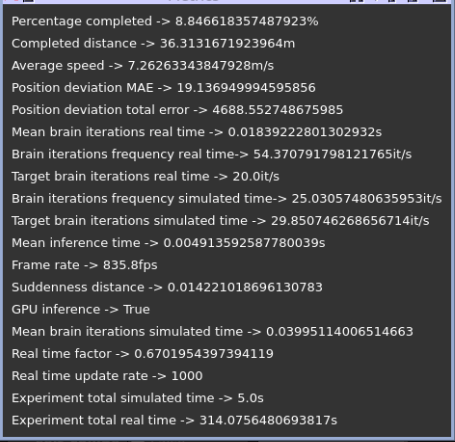 Percentage completed -> 8.846618357487923%
Completed distance -> 36.3131671923964m
Average speed -> 7.26263343847928m/s
Position deviation MAE -> 19.136949994595856
Position deviation total error -> 4688.552748675985
Mean brain iterations real time -> 0.01839222801302932s
Brain iterations frequency real time-> 54.370791798121765it/s
Target brain iterations real time -> 20.0it/s
Brain iterations frequency simulated time-> 25.03057480635953it/s
Target brain iterations simulated time -> 29.850746268656714it/s
Mean inference time -> 0.004913592587780039s
Frame rate -> 835.8fps
Suddenness distance -> 0.014221018696130783
GPU inference -> True
Mean brain iterations simulated time -> 0.03995114006514663
Real time factor -> 0.6701954397394119
Real time update rate -> 1000
Experiment total simulated time -> 5.0s
Experiment total real time -> 314.0756480693817s